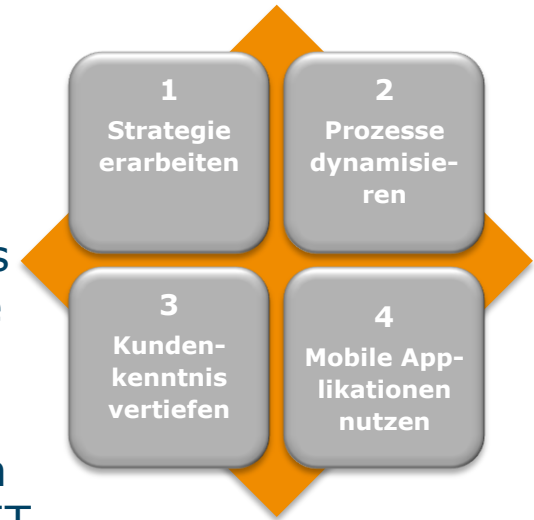 1
Strategie
erarbeiten
2
Prozesse
dynamisie-
ren
3
Kunden-
kenntnis
vertiefen
4
Mobile App-
likationen
nutzen